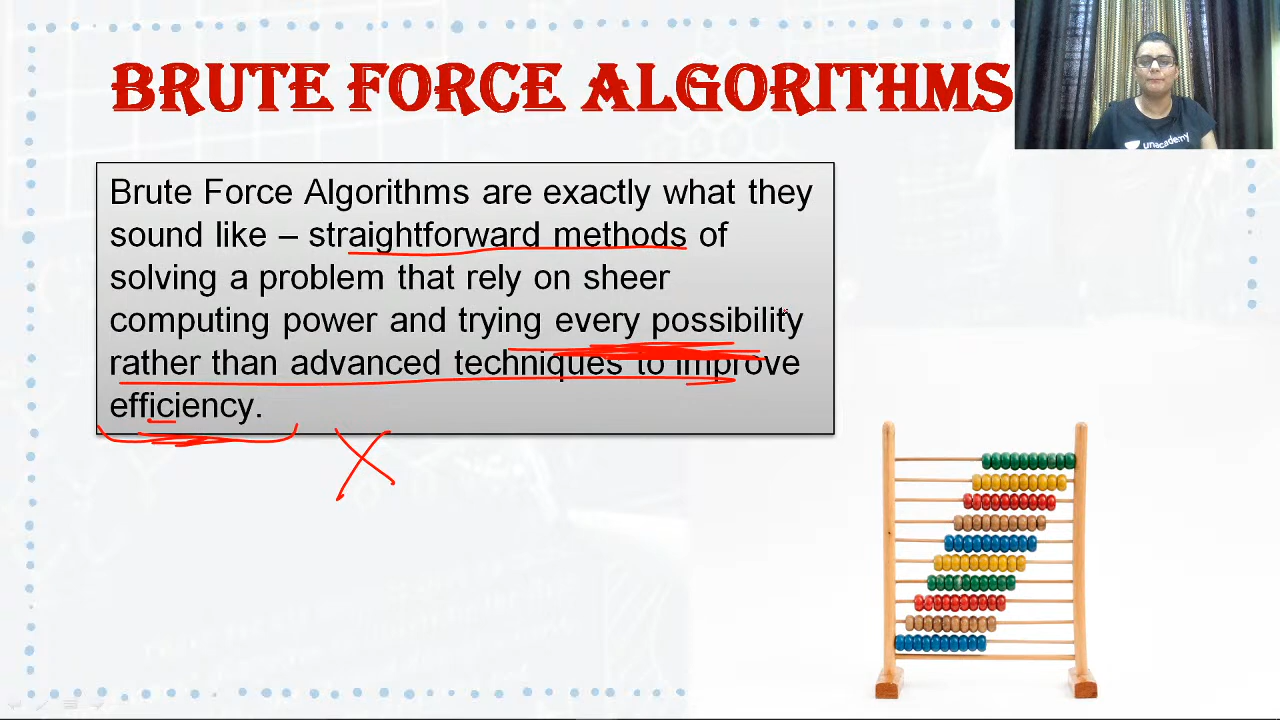 BRUTE FORCE ALGORITHMS
unacademy
Brute Force Algorithms are exactly what they
sound like – straightforward methods of
solving a problem that rely on sheer
computing power and trying every possibility
rather than advanced techniques to improve
efficiency.